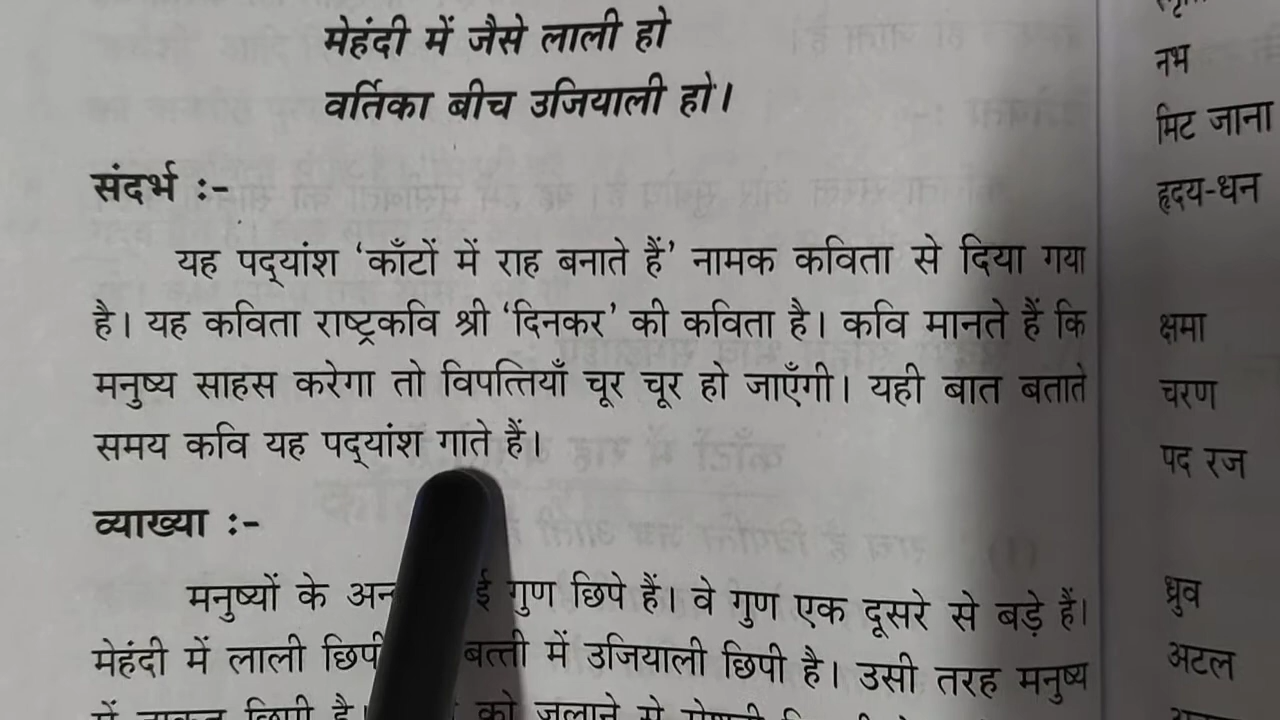 मेहंदी में जैसे लाली हो
वर्तिका बीच उजियाली हो।
संदर्भ :-
यह पद्‌यांश ‘काँटों में राह बनाते हैं’ नामक कविता से दिया गया
है। यह कविता राष्ट्रकवि श्री ‘दिनकर’ की कविता है। कवि मानते हैं कि
मनुष्य साहस करेगा तो विपत्तियाँ चूर चूर हो जाएँगी। यही बात बताते
समय कवि यह पद्‌यांश गाते हैं।
व्याख्या :-
मनुष्यों के गुण छिपे हैं। वे गुण एक दूसरे से बड़े हैं।
मेहंदी में लाली छिपी बत्ती में उजियाली छिपी है। उसी तरह मनुष्य
को जलाने से
नभ
मिट जाना
हृदय-धन
क्षमा
चरण
पद रज
ध्रुव
अटल